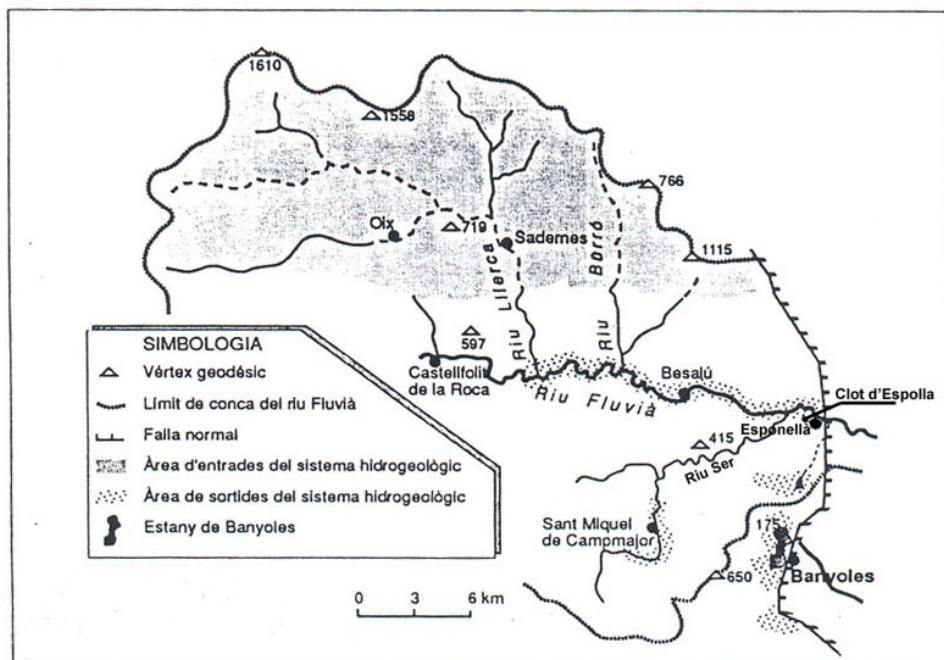 1610
1558
766
Oix
719
Sadernes
1115
Riu Llierca
Riu Borró
597
Castellfollit
de la Roca
Riu Fluvià
Besalú
Clot d'Espolla
Esponellà
415
Riu Ser
Sant Miquel
de Campmajor
175
650
Banyoles
SIMBOLOGIA
Vértex geodésic
Límit de conca del riu Fluvià
Falla normal
Àrea d'entrades del sistema hidrogeològic
Àrea de sortides del sistema hidrogeològic
Estany de Banyoles
0 3 6 km